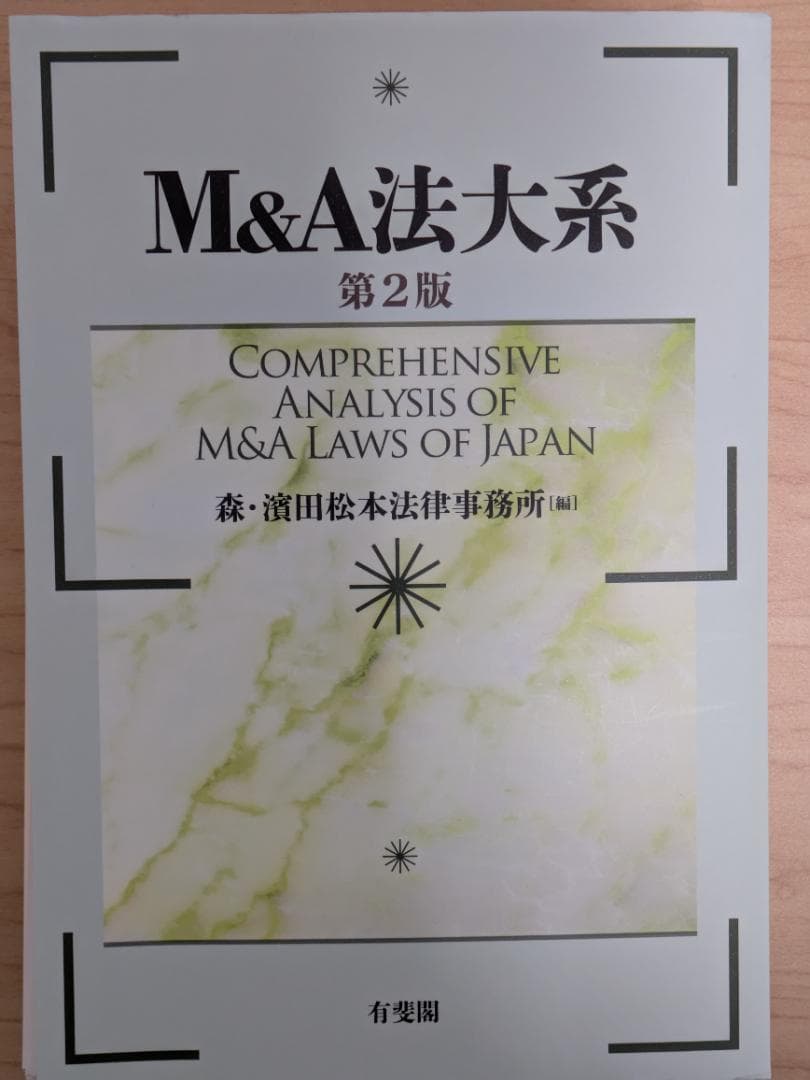 M&A法大系
第2版
COMPREHENSIVE
ANALYSIS OF
M&A LAWS OF JAPAN
森・濱田松本法律事務所[編]
有斐閣